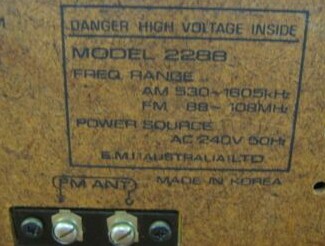 DANGER HIGH VOLTAGE INSIDE
MODEL 2288
FREQ. RANGE
AM 530-1605kHz
FM 88-108MHz
POWER SOURCE
AC 240V 50Hz
E.M.I. (AUSTRALIA) LTD.
FM ANT. MADE IN KOREA